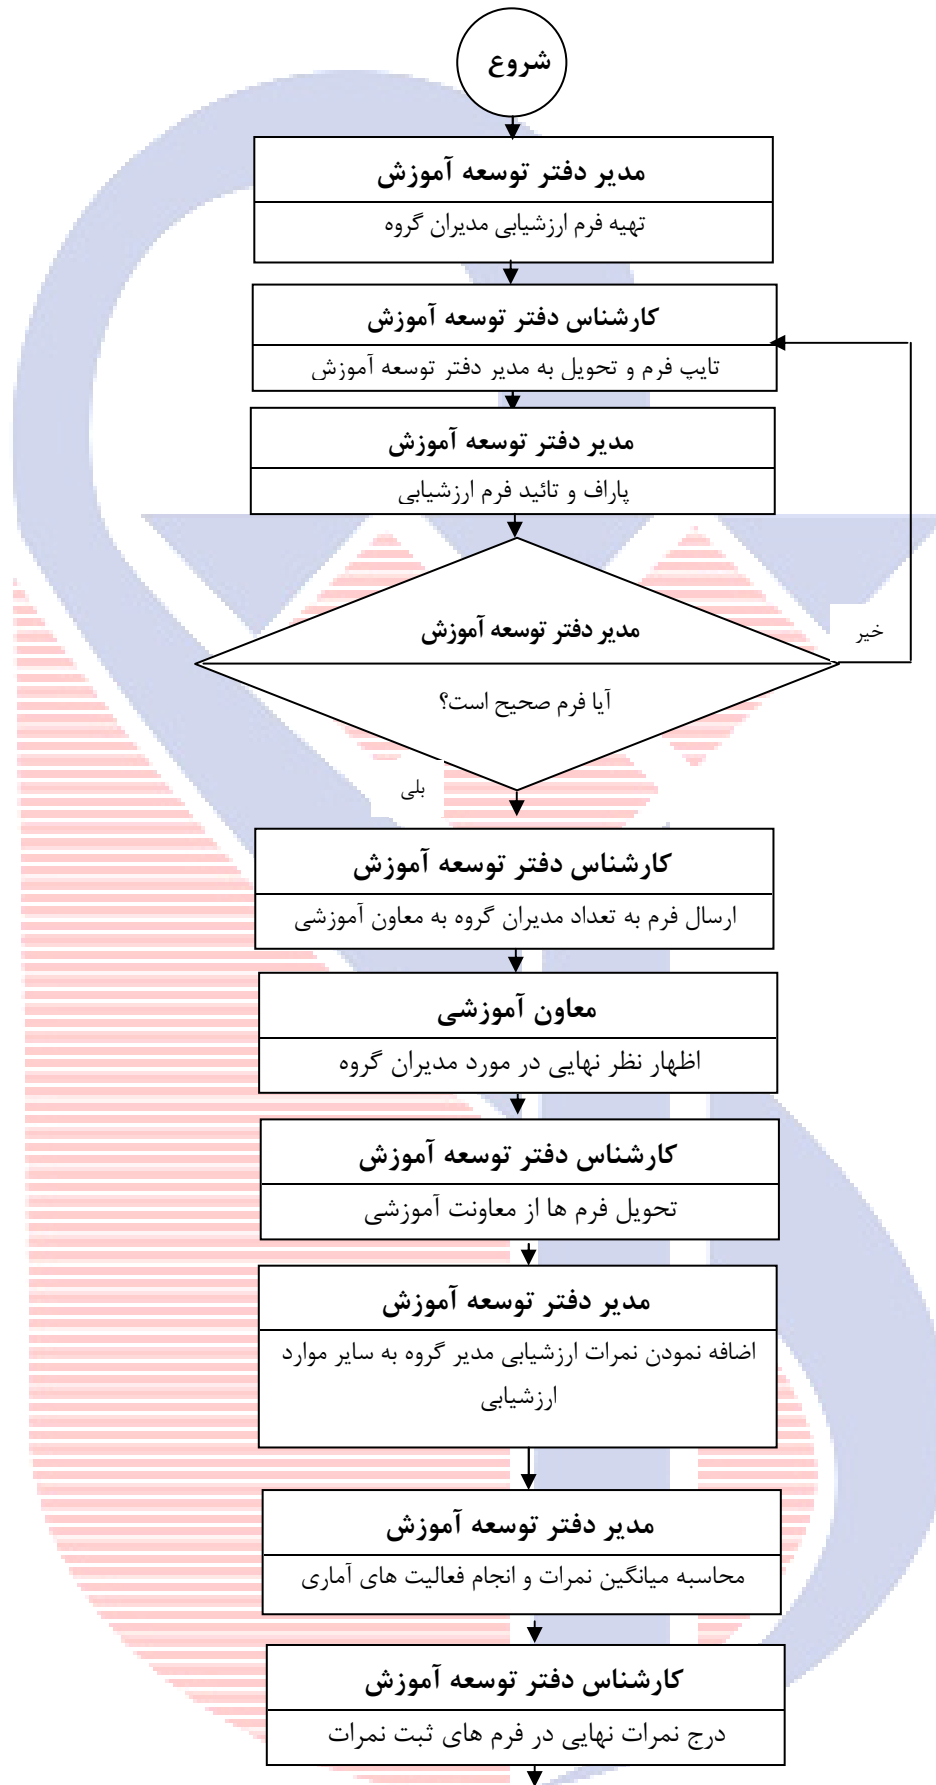 شروع
مدیر دفتر توسعه آموزش
تهیه فرم ارزشیابی مدیران گروه
کارشناس دفتر توسعه آموزش
تایپ فرم و تحویل به مدیر دفتر توسعه آموزش
مدیر دفتر توسعه آموزش
پاراف و تائید فرم ارزشیابی
مدیر دفتر توسعه آموزش
خیر
آیا فرم صحیح است؟
بلی
کارشناس دفتر توسعه آموزش
ارسال فرم به تعداد مدیران گروه به معاون آموزشی
معاون آموزشی
اظهار نظر نهایی در مورد مدیران گروه
کارشناس دفتر توسعه آموزش
تحویل فرم ها از معاونت آموزشی
مدیر دفتر توسعه آموزش
اضافه نمودن نمرات ارزشیابی مدیر گروه به سایر موارد
ارزشیابی
مدیر دفتر توسعه آموزش
محاسبه میانگین نمرات و انجام فعالیت های آماری
کارشناس دفتر توسعه آموزش
درج نمرات نهایی در فرم های ثبت نمرات